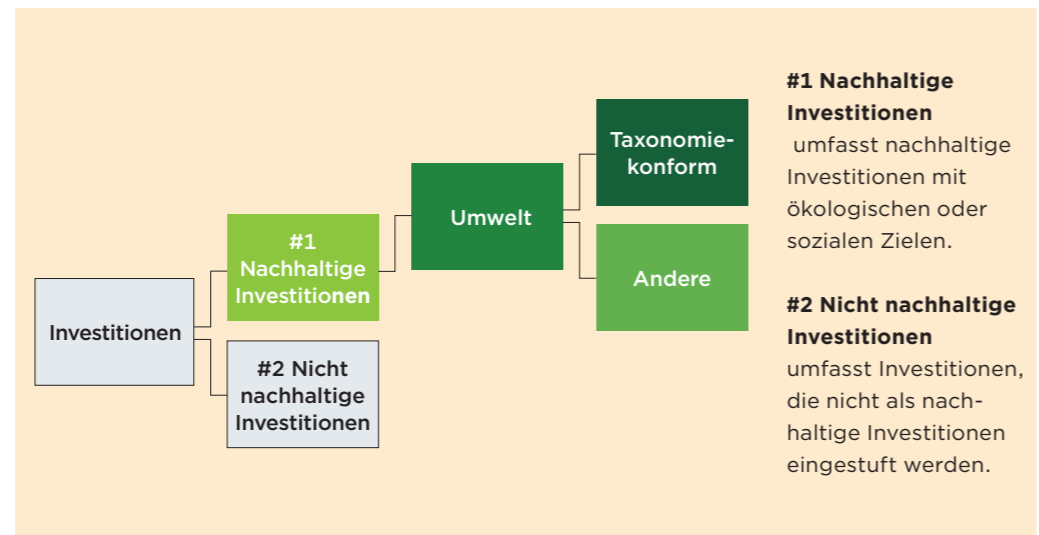 Investitionen
#1
Nachhaltige
Investitionen
#2 Nicht
nachhaltige
Investitionen
Umwelt
Taxonomie-
konform
Andere
#1 Nachhaltige
Investitionen
umfasst nachhaltige
Investitionen mit
ökologischen oder
sozialen Zielen.
#2 Nicht nachhaltige
Investitionen
umfasst Investitionen,
die nicht als nach-
haltige Investitionen
eingestuft werden.